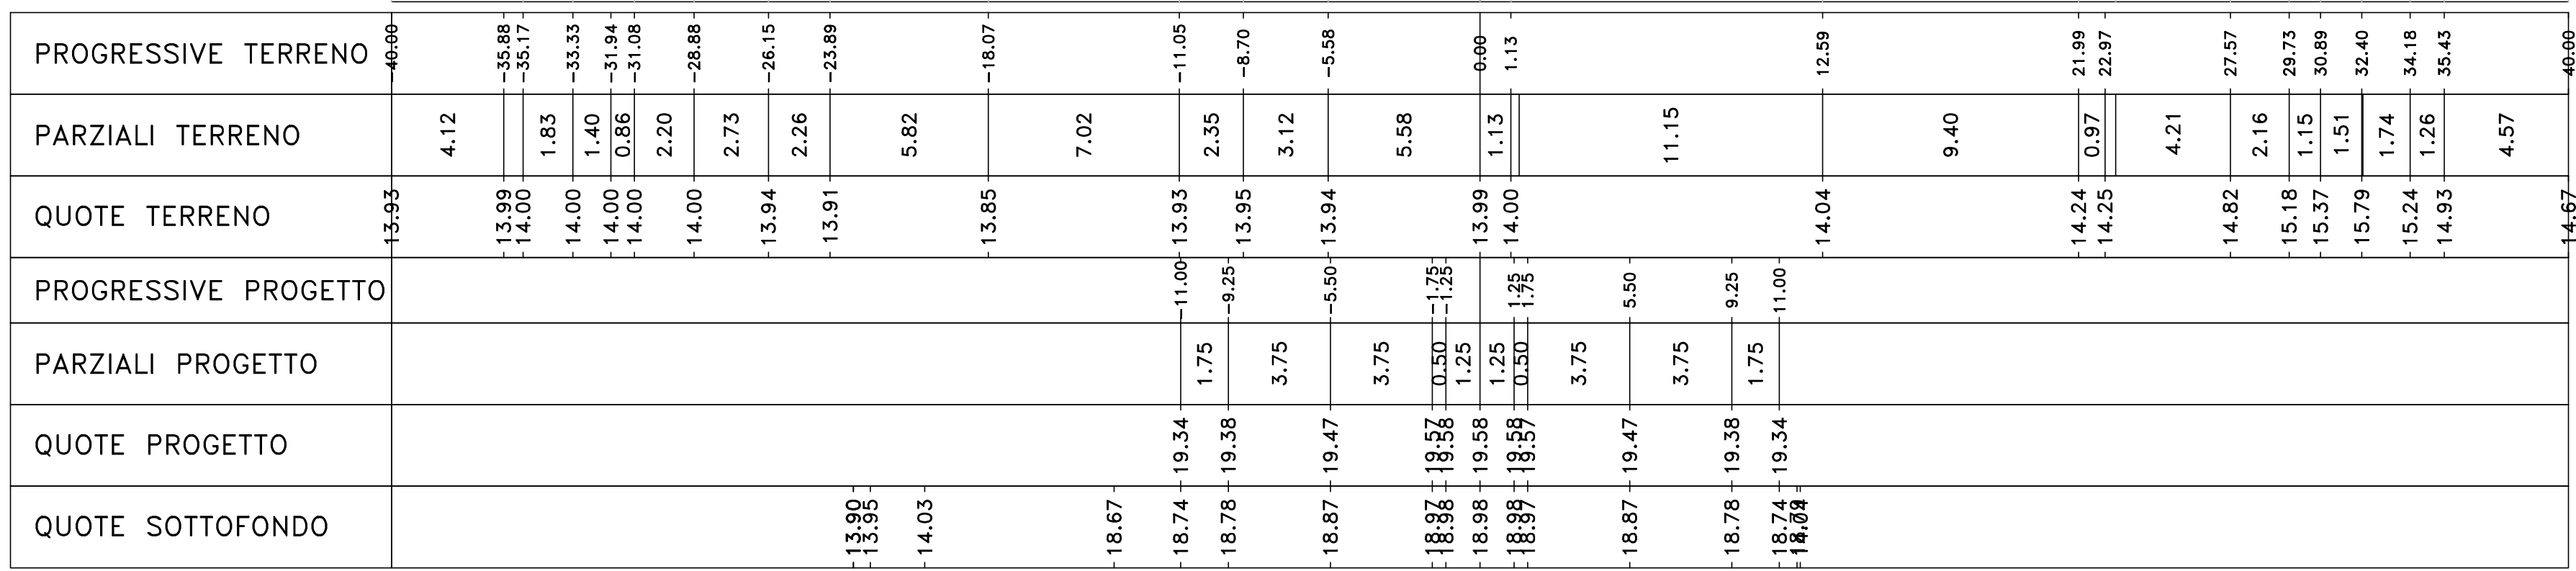 PROGRESSIVE TERRENO -40.00 -35.88 -35.17 -33.33 -31.94 -31.08 -28.88 -26.15 -23.89 -18.07 -11.05 -8.70 -5.58 0.00 1.13 12.59 21.99 22.97 27.57 29.73 30.89 32.40 34.18 35.43 40.00
PARZIALI TERRENO 4.12 1.83 1.40 0.86 2.20 2.73 2.26 5.82 7.02 2.35 3.12 5.58 1.13 11.15 9.40 0.97 4.21 2.16 1.15 1.51 1.74 1.26 4.57
QUOTE TERRENO 13.93 13.99 14.00 14.00 14.00 14.00 14.00 13.94 13.91 13.85 13.93 13.95 13.94 13.99 14.00 14.04 14.24 14.25 14.82 15.18 15.37 15.79 15.24 14.93 14.67
PROGRESSIVE PROGETTO -11.00 -9.25 -5.50 -1.75 -1.25 1.25 1.75 5.50 9.25 11.00
PARZIALI PROGETTO 1.75 3.75 3.75 0.50 1.25 1.25 0.50 3.75 3.75 1.75
QUOTE PROGETTO 19.34 19.38 19.47 19.57 19.58 19.58 19.58 19.57 19.47 19.38 19.34
QUOTE SOTTOFONDO 13.90 13.95 14.03 18.67 18.74 18.78 18.87 18.97 18.98 18.98 18.98 18.97 18.87 18.78 18.74 14.04